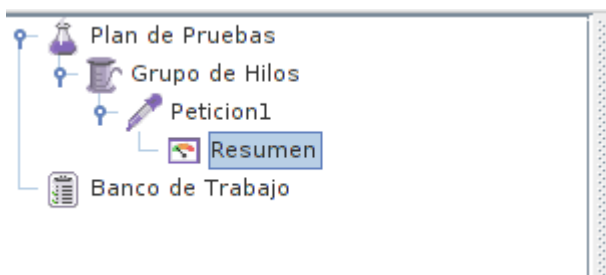 Plan de Pruebas
Grupo de Hilos
Peticion1
Resumen
Banco de Trabajo